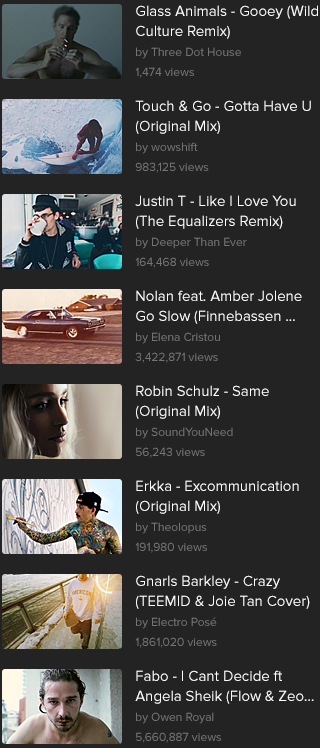 Glass Animals - Gooey (Wild
Culture Remix)
by Three Dot House
1,474 views
Touch & Go - Gotta Have U
(Original Mix)
by wowshift
983,125 views
Justin T - Like I Love You
(The Equalizers Remix)
by Deeper Than Ever
164,468 views
Nolan feat. Amber Jolene
Go Slow (Finnebassen ...
by Elena Cristou
3,422,871 views
Robin Schulz - Same
(Original Mix)
by SoundYouNeed
56,243 views
Erkka - Excommunication
(Original Mix)
by Theolopus
191,980 views
Gnarls Barkley - Crazy
(TEEMID & Joie Tan Cover)
by Electro Posé
1,861,020 views
Fabo - I Cant Decide ft
Angela Sheik (Flow & Zeo...
by Owen Royal
5,660,887 views